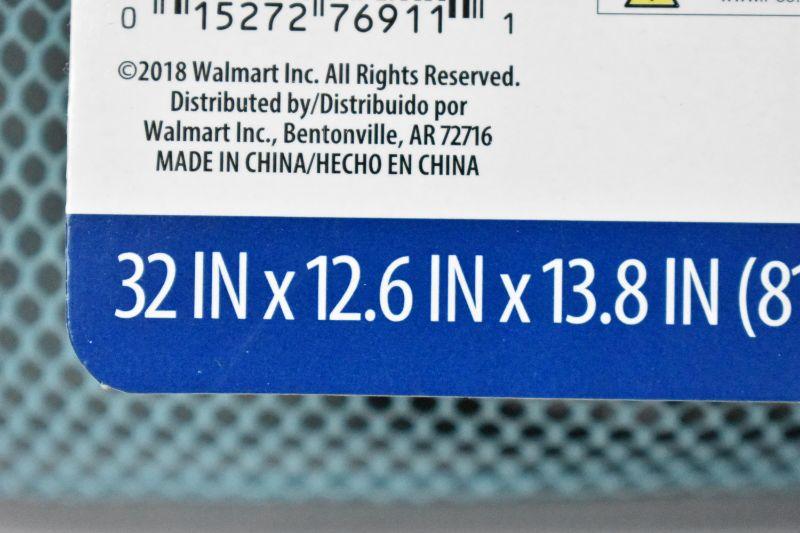 0 15272 76911 1
©2018 Walmart Inc. All Rights Reserved.
Distributed by/Distribuido por
Walmart Inc., Bentonville, AR 72716
MADE IN CHINA/HECHO EN CHINA
32 IN x 12.6 IN x 13.8 IN (81